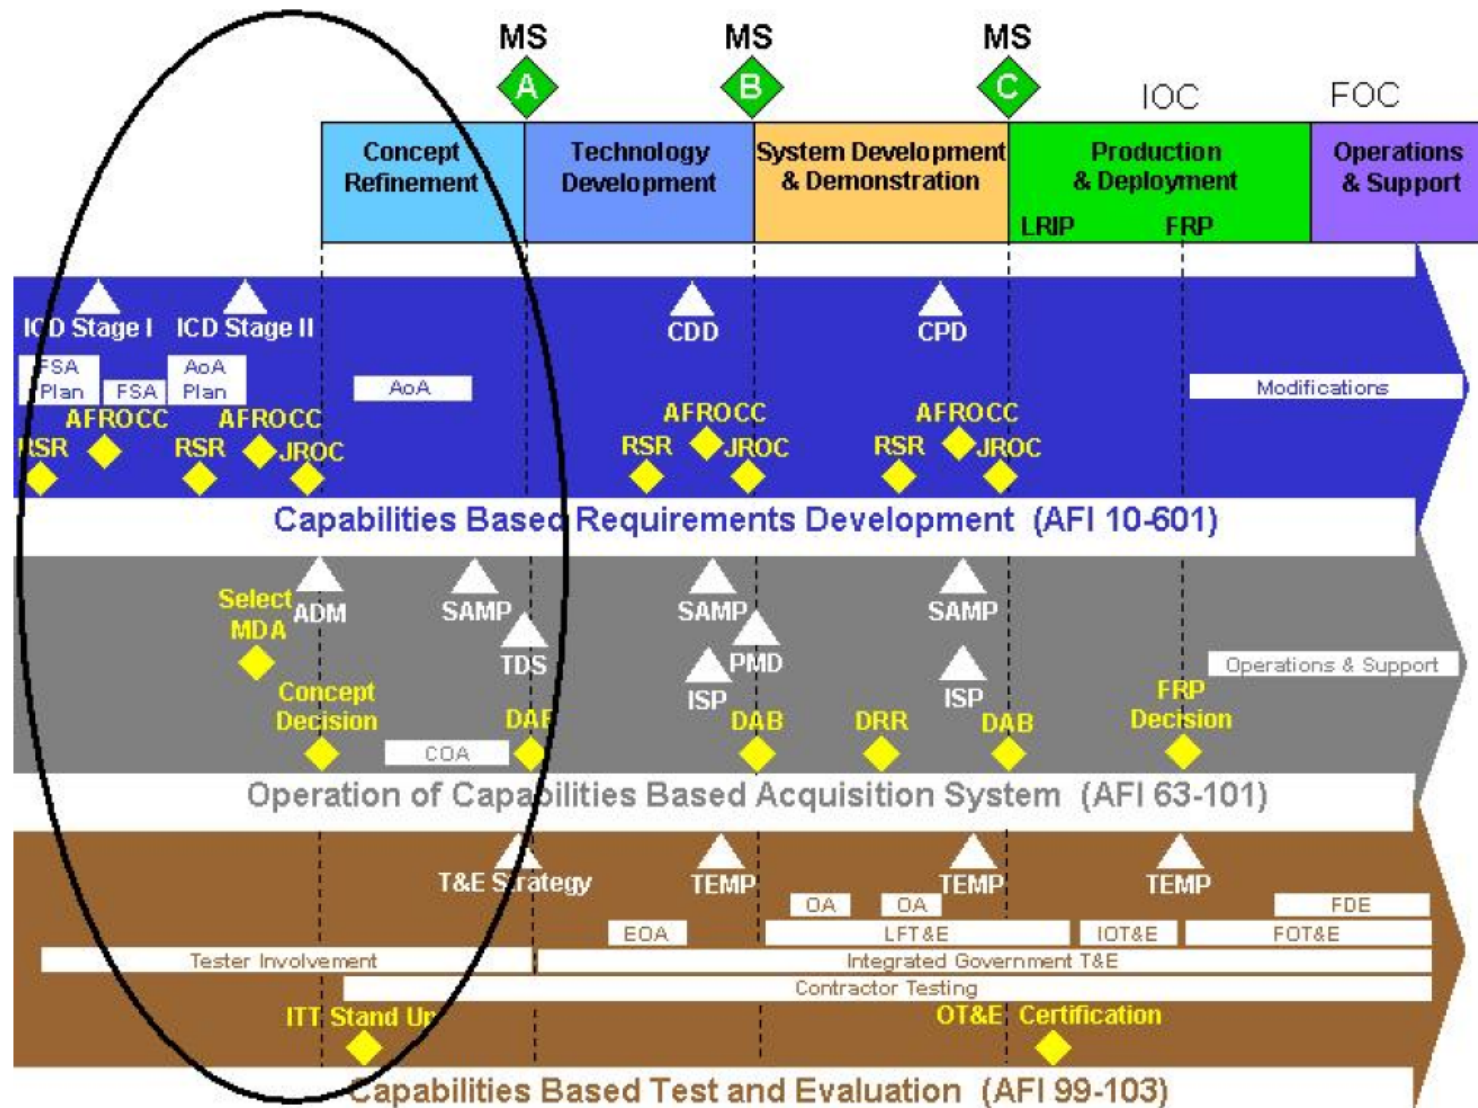 MS MS MS
A B C IOC FOC
Concept Technology System Development Production Operations
Refinement Development & Demonstration & Deployment & Support
LRIP FRP
ICD Stage I ICD Stage II CDD CPD
FSA AoA
Plan FSA Plan AoA Modifications
AFROCC AFROCC AFROCC AFROCC
RSR RSR JROC RSR JROC RSR JROC
Capabilities Based Requirements Development (AFI 10-601)
Select ADM SAMP SAMP SAMP
MDA TDS PMD Operations & Support
ISP ISP
Concept FRP
Decision DAB DAB DRR DAB Decision
COA
Operation of Capabilities Based Acquisition System (AFI 63-101)
T&E Strategy TEMP TEMP TEMP
OA OA FDE
EOA LFT&E IOT&E FOT&E
Tester Involvement Integrated Government T&E
Contractor Testing
ITT Stand Up OT&E Certification
Capabilities Based Test and Evaluation (AFI 99-103)